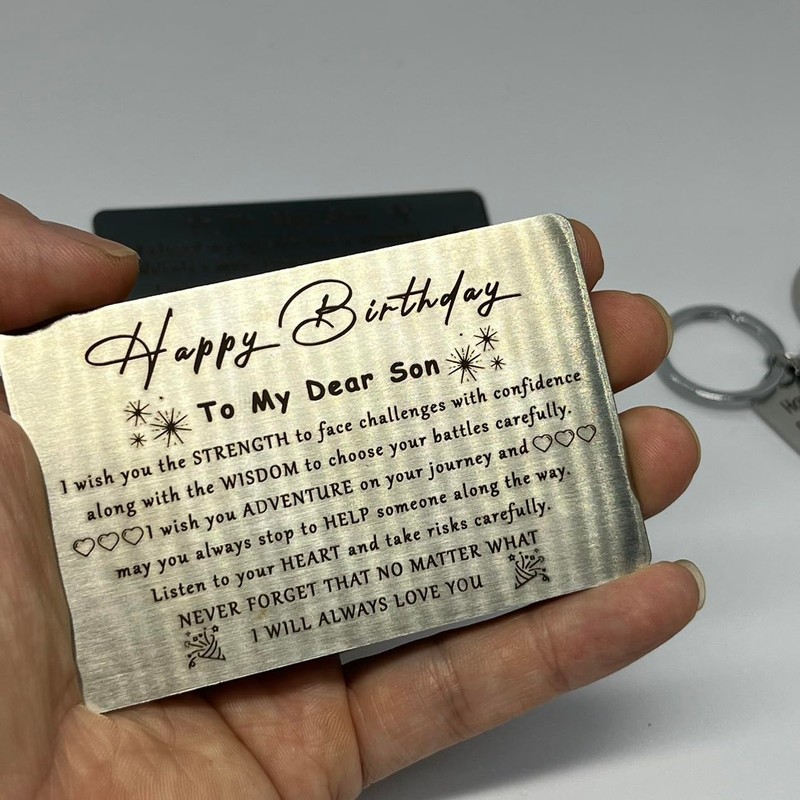 Happy Birthday
To My Dear Son
I wish you the STRENGTH to face challenges with confidence
along with the WISDOM to choose your battles carefully.
I wish you ADVENTURE on your journey and
may you always stop to HELP someone along the way.
Listen to your HEART and take risks carefully.
NEVER FORGET THAT NO MATTER WHAT
I WILL ALWAYS LOVE YOU